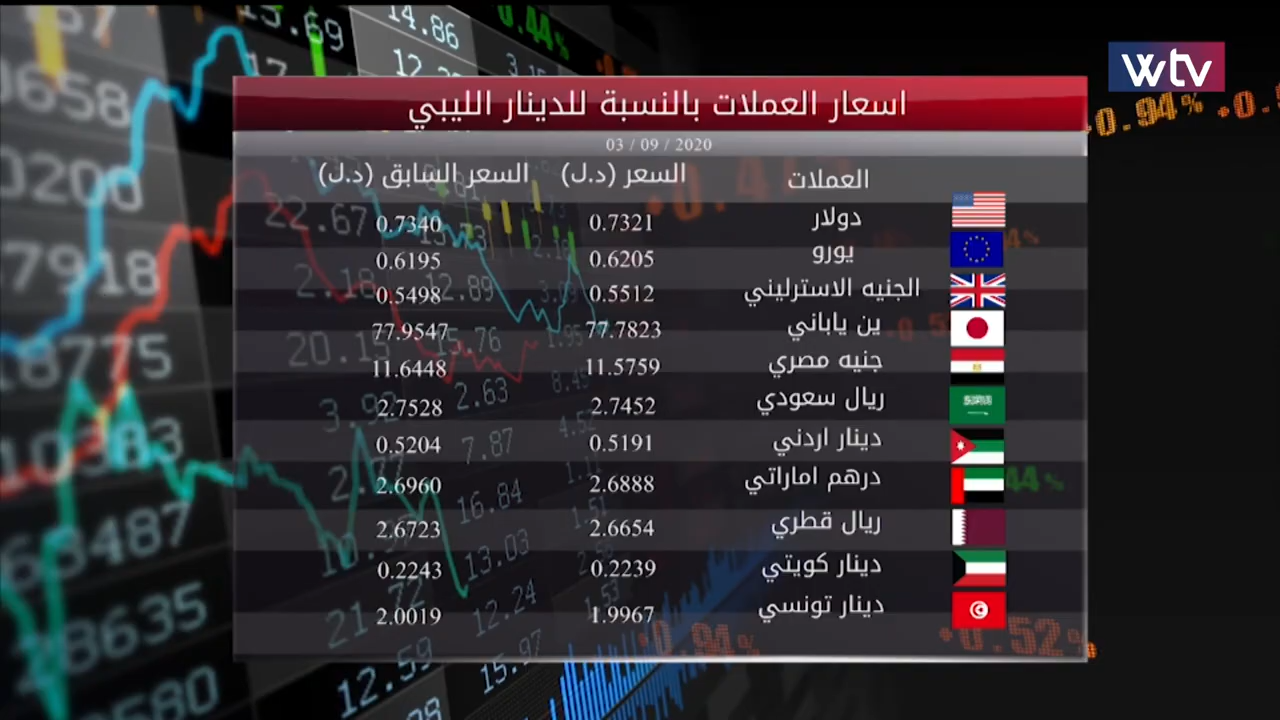 wtv
اسعار العملات بالنسبة للدينار الليبي
03 / 09 / 2020
العملات السعر (د.ل) السعر السابق (د.ل)
دولار 0.7321 0.7340
يورو 0.6205 0.6195
الجنيه الاسترليني 0.5512 0.5498
ين ياباني 77.7823 77.9547
جنيه مصري 11.5759 11.6448
ريال سعودي 2.7452 2.7528
دينار اردني 0.5191 0.5204
درهم اماراتي 2.6888 2.6960
ريال قطري 2.6654 2.6723
دينار كويتي 0.2239 0.2243
دينار تونسي 1.9967 2.0019